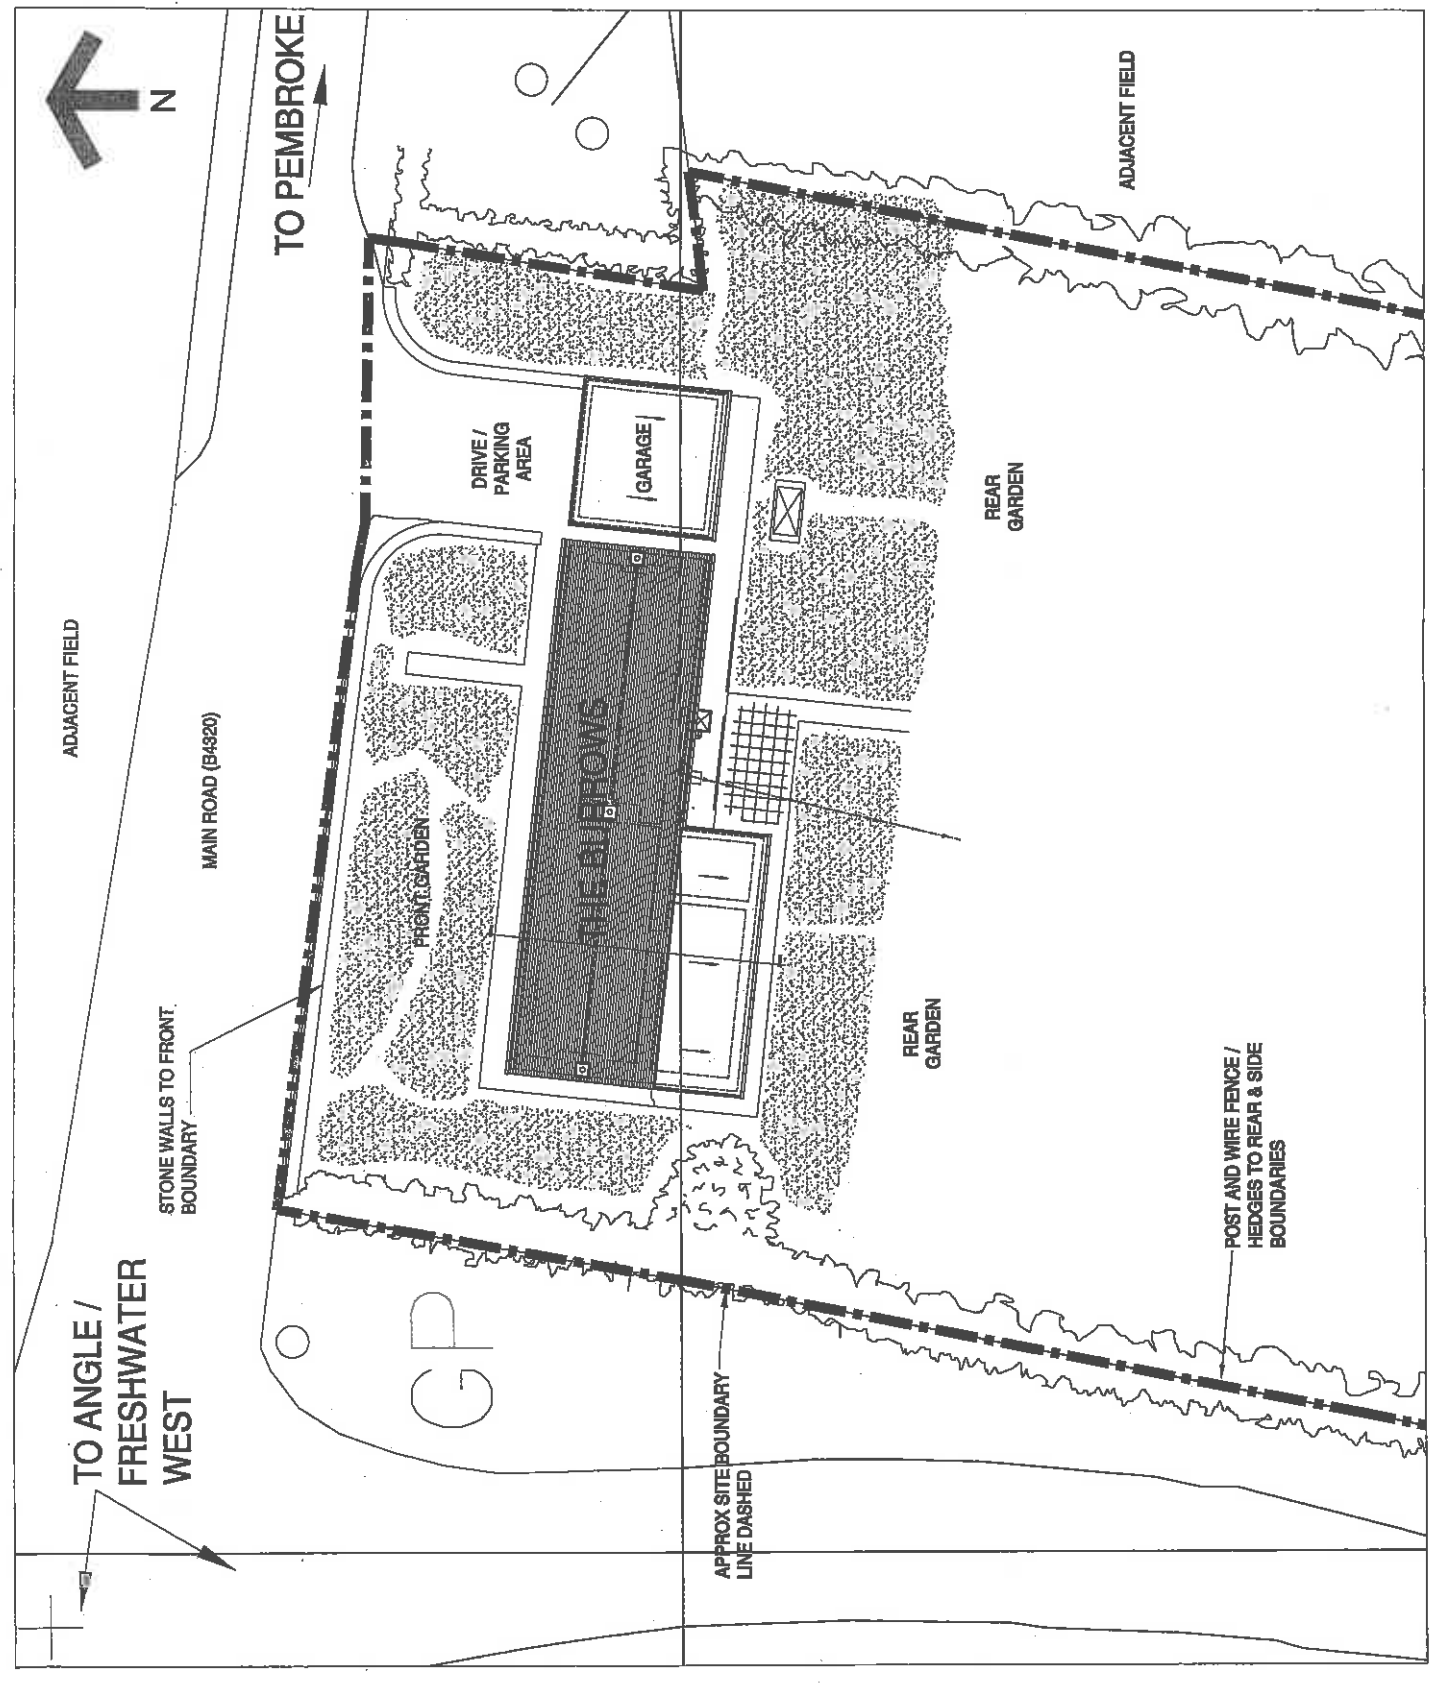 N
TO PEMBROKE
ADJACENT FIELD
ADJACENT FIELD
MAIN ROAD (B4320)
DRIVE /
PARKING
AREA
GARAGE
REAR
GARDEN
THE BURROWS
FRONT GARDEN
STONE WALLS TO FRONT
BOUNDARY
REAR
GARDEN
TO ANGLE /
FRESHWATER
WEST
GP
APPROX SITE BOUNDARY
LINE DASHED
POST AND WIRE FENCE /
HEDGES TO REAR & SIDE
BOUNDARIES